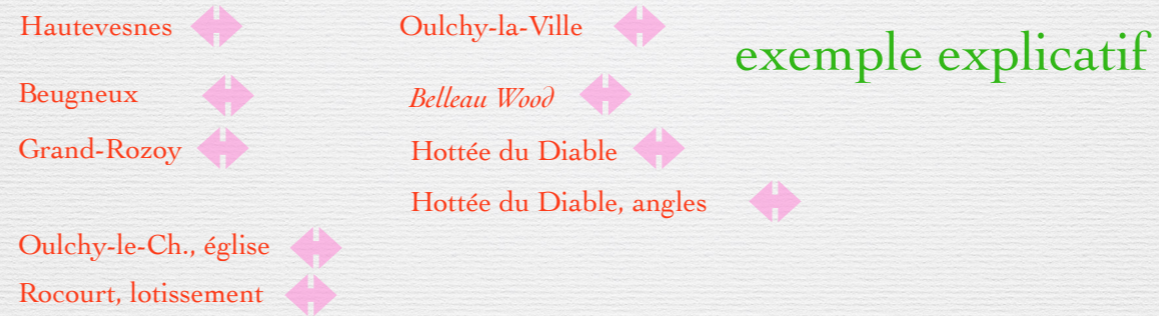 Hautevesnes
Beugneux
Grand-Rozoy
Oulchy-le-Ch., église
Rocourt, lotissement
Oulchy-la-Ville
Belleau Wood
Hottée du Diable
Hottée du Diable, angles
exemple explicatif